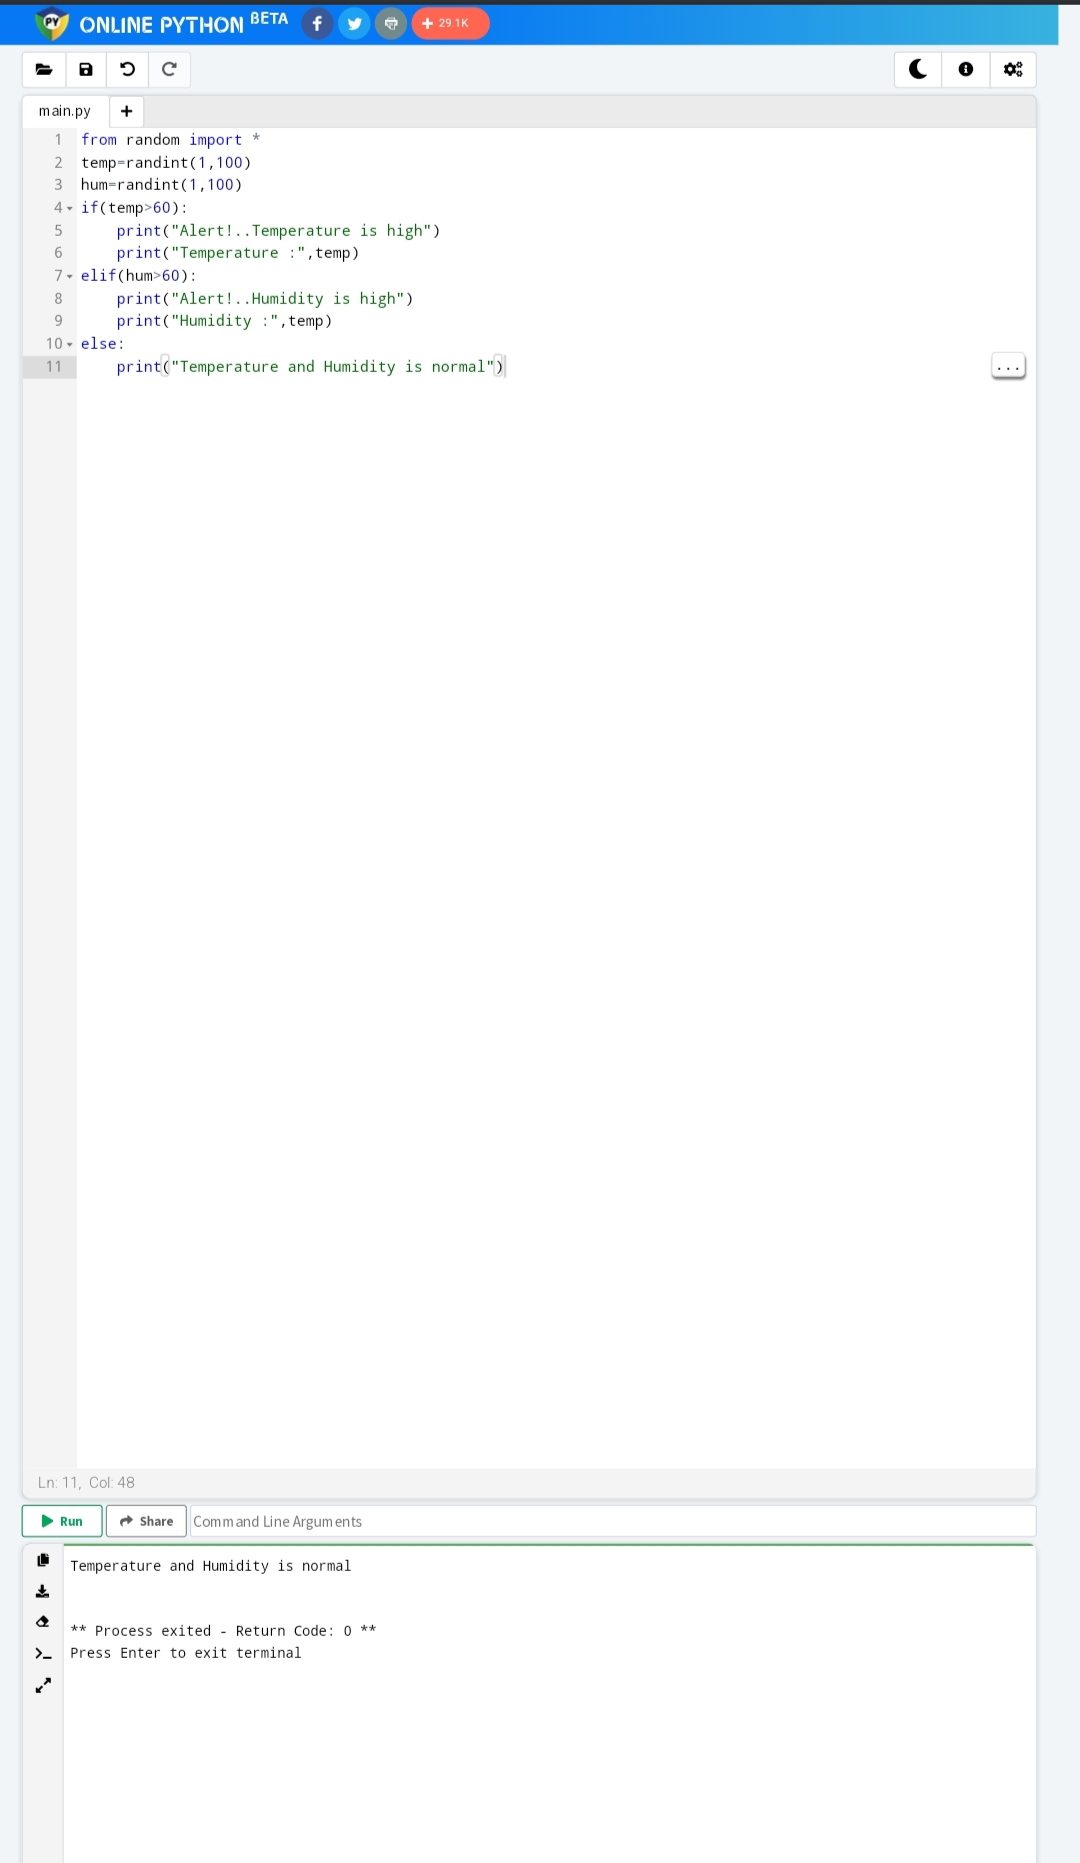 ONLINE PYTHON BETA
29.1K
main.py
1 from random import *
2 temp=randint(1,100)
3 hum=randint(1,100)
4 if(temp>60):
5     print("Alert!..Temperature is high")
6     print("Temperature :",temp)
7 elif(hum>60):
8     print("Alert!..Humidity is high")
9     print("Humidity :",temp)
10 else:
11     print("Temperature and Humidity is normal")
...
Ln: 11, Col: 48
Run Share Command Line Arguments
Temperature and Humidity is normal
** Process exited - Return Code: 0 **
Press Enter to exit terminal